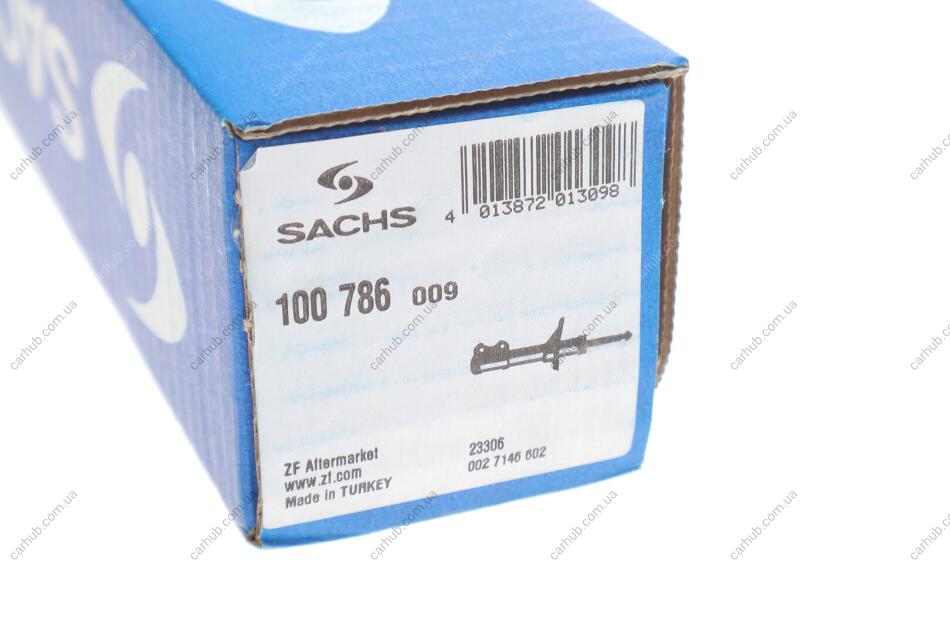 SACHS
SACHS
4 013872 013098
100 786 009
ZF Aftermarket
www.zf.com
Made in TURKEY
23306
002 7146 602
carhub.com.ua